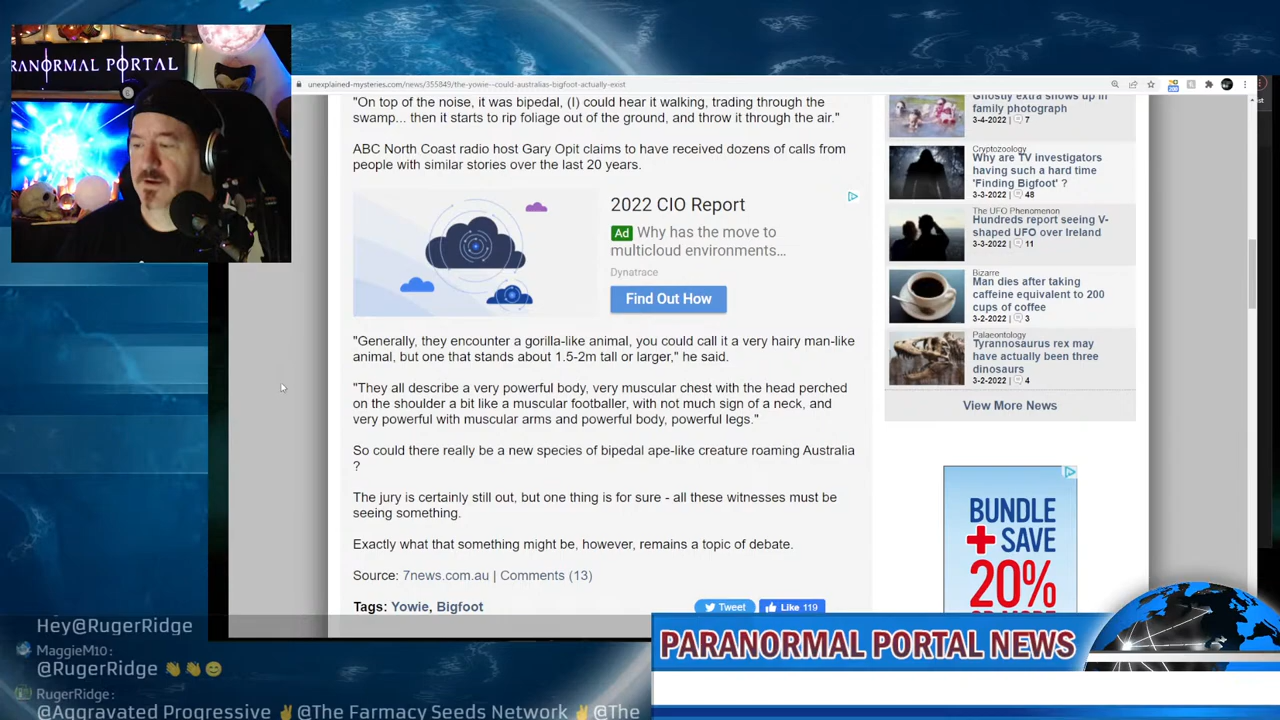 RANORMAL PORTAL
unexplained-mysteries.com/news/355849/the-yowie--could-australias-bigfoot-actually-exist
"On top of the noise, it was bipedal, (I) could hear it walking, trading through the
swamp... then it starts to rip foliage out of the ground, and throw it through the air."
ABC North Coast radio host Gary Opit claims to have received dozens of calls from
people with similar stories over the last 20 years.
2022 CIO Report
Ad Why has the move to
multicloud environments...
Dynatrace
Find Out How
"Generally, they encounter a gorilla-like animal, you could call it a very hairy man-like
animal, but one that stands about 1.5-2m tall or larger," he said.
"They all describe a very powerful body, very muscular chest with the head perched
on the shoulder a bit like a muscular footballer, with not much sign of a neck, and
very powerful with muscular arms and powerful body, powerful legs."
So could there really be a new species of bipedal ape-like creature roaming Australia
?
The jury is certainly still out, but one thing is for sure - all these witnesses must be
seeing something.
Exactly what that something might be, however, remains a topic of debate.
Source: 7news.com.au | Comments (13)
Tags: Yowie, Bigfoot
Tweet
Like 119
Ghostly extra shows up in
family photograph
3-4-2022 | 7
Cryptozoology
Why are TV investigators
having such a hard time
'Finding Bigfoot' ?
3-3-2022 | 48
The UFO Phenomenon
Hundreds report seeing V-
shaped UFO over Ireland
3-3-2022 | 11
Bizarre
Man dies after taking
caffeine equivalent to 200
cups of coffee
3-2-2022 | 3
Palaeontology
Tyrannosaurus rex may
have actually been three
dinosaurs
3-2-2022 | 4
View More News
BUNDLE
+ SAVE
20%
Hey@RugerRidge
MaggieM10:
@RugerRidge 👏👏😊
RugerRidge:
@Aggravated Progressive ✌@The Farmacy Seeds Network ✌@The
PARANORMAL PORTAL NEWS